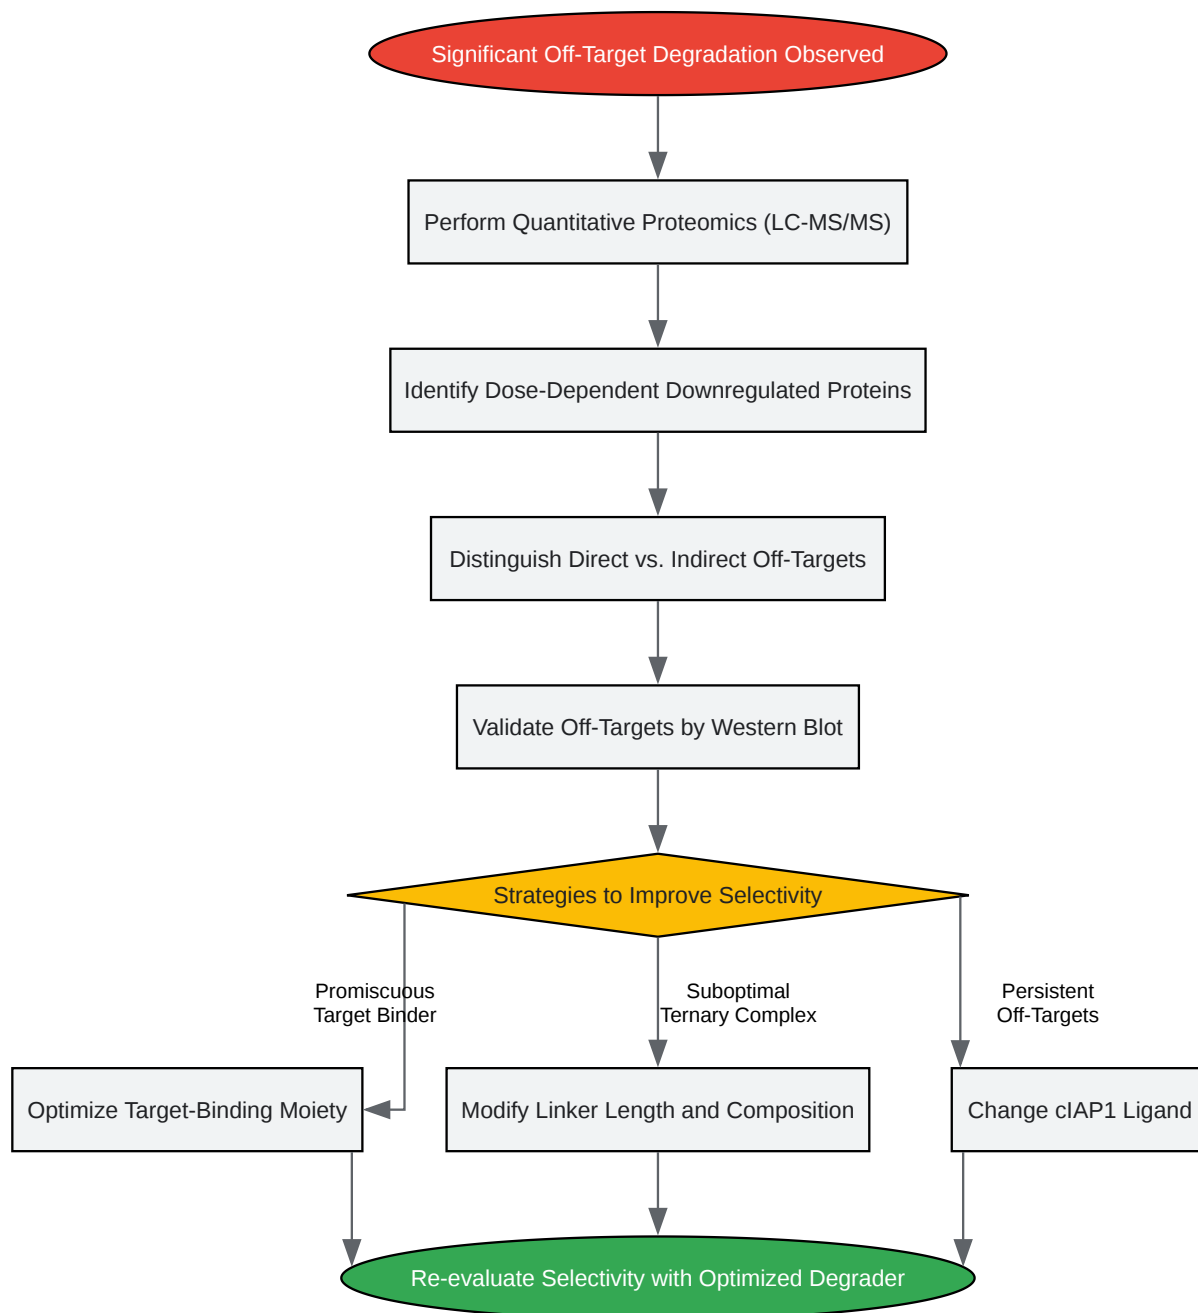 Significant Off-Target Degradation Observed
Perform Quantitative Proteomics (LC-MS/MS)
Identify Dose-Dependent Downregulated Proteins
Distinguish Direct vs. Indirect Off-Targets
Validate Off-Targets by Western Blot
Strategies to Improve Selectivity
Promiscuous
Target Binder
Suboptimal
Ternary Complex
Persistent
Off-Targets
Optimize Target-Binding Moiety
Modify Linker Length and Composition
Change cIAP1 Ligand
Re-evaluate Selectivity with Optimized Degrader